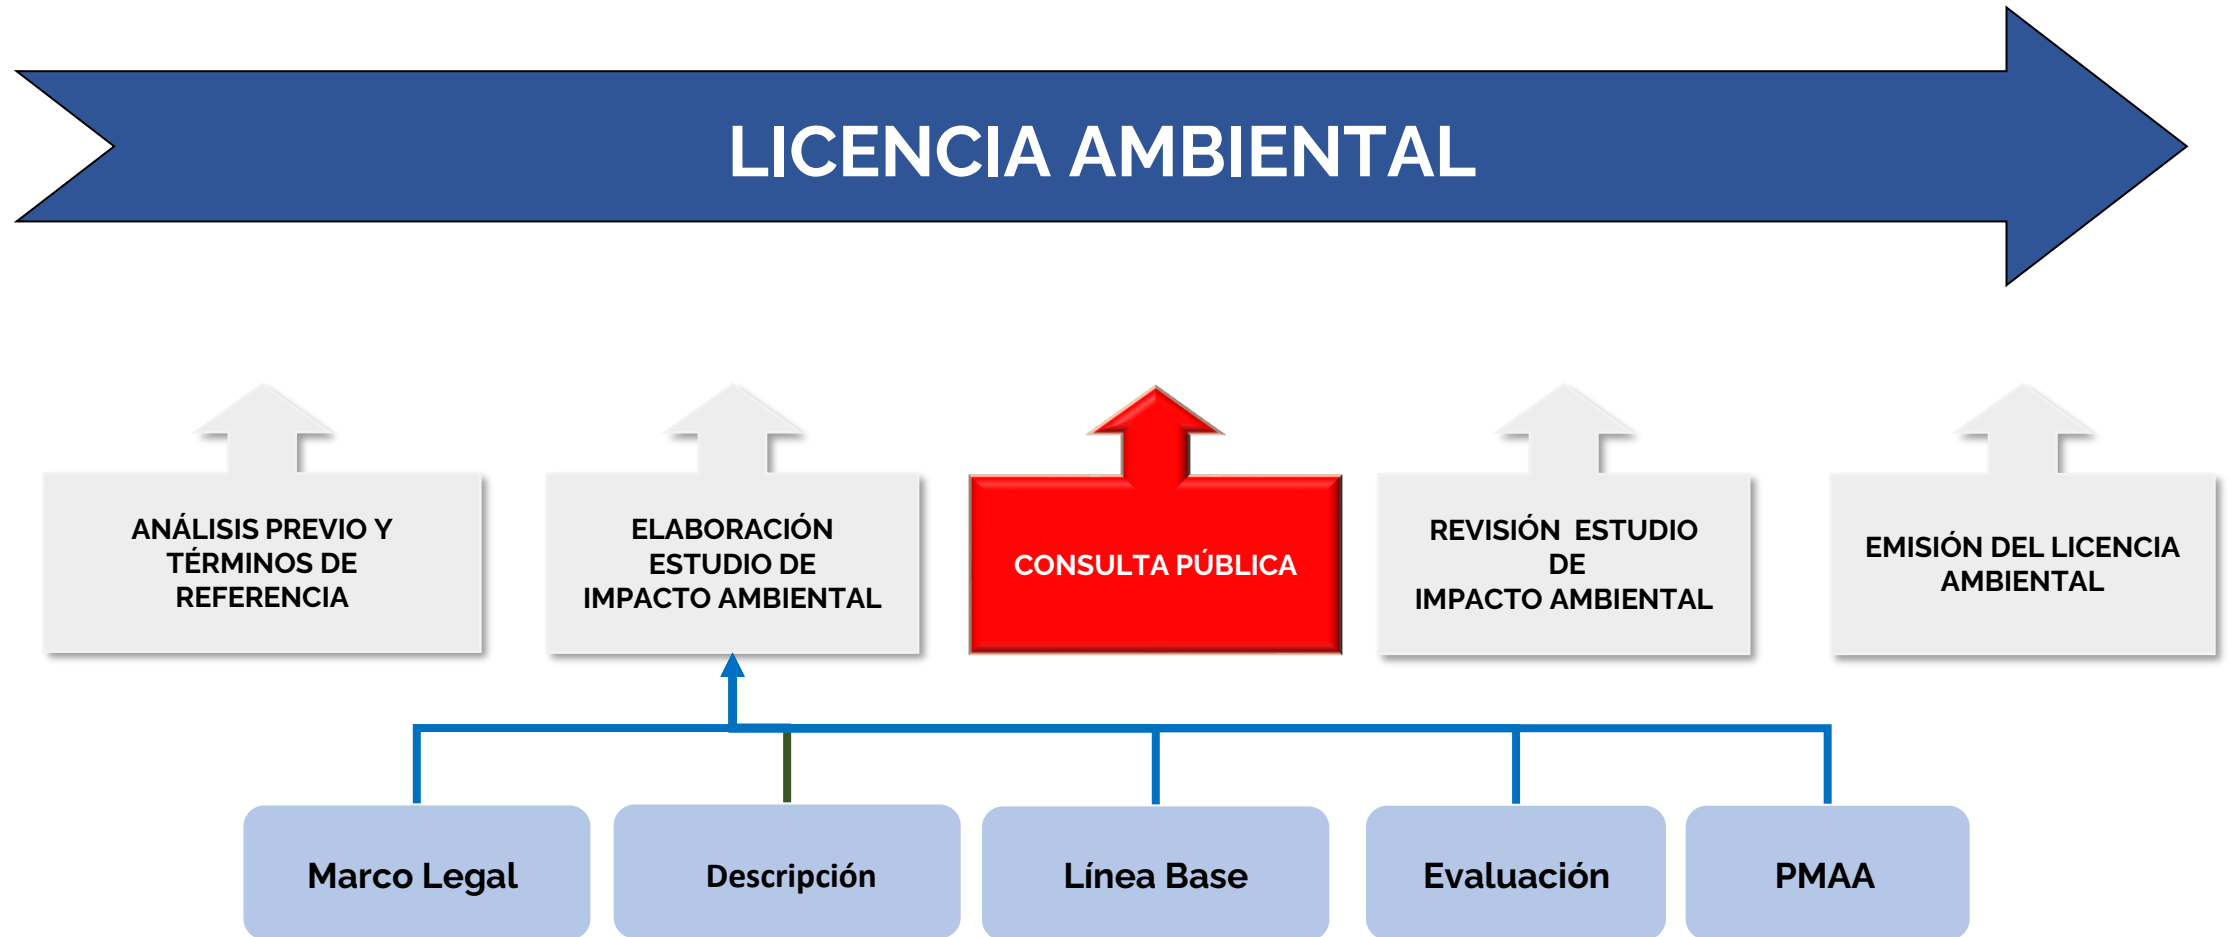 LICENCIA AMBIENTAL
ANÁLISIS PREVIO Y
TÉRMINOS DE
REFERENCIA
ELABORACIÓN
ESTUDIO DE
IMPACTO AMBIENTAL
CONSULTA PÚBLICA
REVISIÓN ESTUDIO
DE
IMPACTO AMBIENTAL
EMISIÓN DEL LICENCIA
AMBIENTAL
Marco Legal
Descripción
Línea Base
Evaluación
PMAA